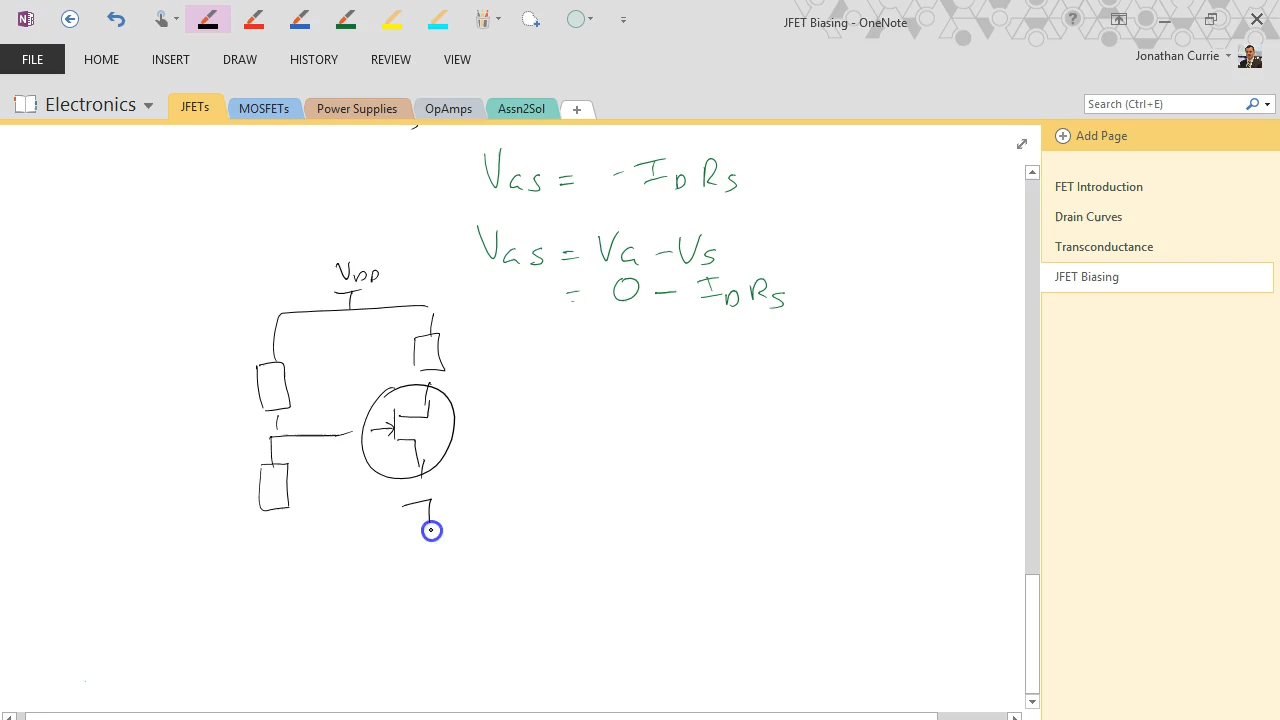 JFET Biasing - OneNote
FILE HOME INSERT DRAW HISTORY REVIEW VIEW
Jonathan Currie
Electronics
JFETs MOSFETs Power Supplies OpAmps Assn2Sol
Search (Ctrl+E)
Add Page
FET Introduction
Drain Curves
Transconductance
JFET Biasing
VGS = -IDRS
VGS = VG - VS
= 0 - IDRS
VDD